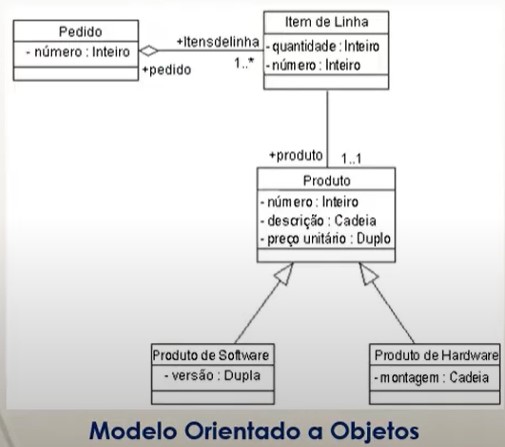 Pedido
- número : Inteiro
+Itensdelinha
+pedido
1..*
Item de Linha
- quantidade : Inteiro
- número : Inteiro
+produto
1..1
Produto
- número : Inteiro
- descrição : Cadeia
- preço unitário : Duplo
Produto de Software
- versão : Dupla
Produto de Hardware
- montagem : Cadeia
Modelo Orientado a Objetos